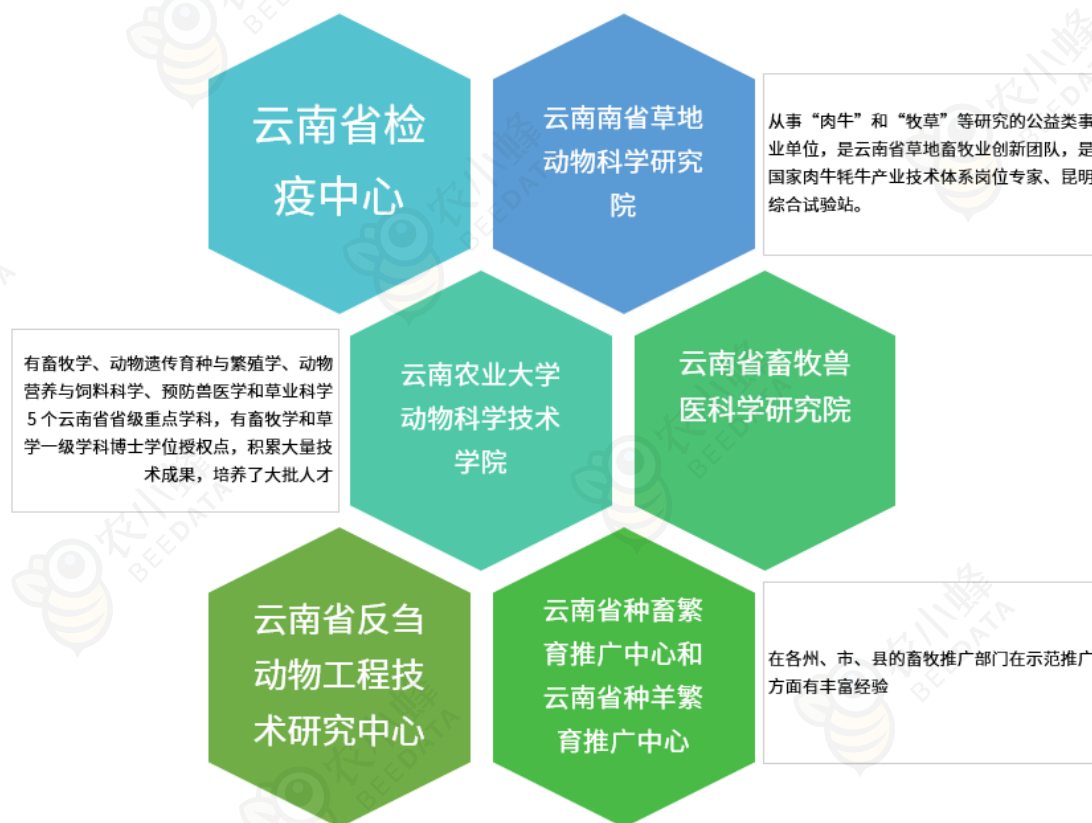 云南省检
疫中心
云南南省草地
动物科学研究
院
从事“肉牛”和“牧草”等研究的公益类事
业单位，是云南省草地畜牧业创新团队，是
国家肉牛牦牛产业技术体系岗位专家、昆明
综合试验站。
有畜牧学、动物遗传育种与繁殖学、动物
营养与饲料科学、预防兽医学和草业科学
5个云南省省级重点学科，有畜牧学和草
学一级学科博士学位授权点，积累大量技
术成果，培养了大批人才
云南农业大学
动物科学技术
学院
云南省畜牧兽
医科学研究院
云南省反刍
动物工程技
术研究中心
云南省种畜繁
育推广中心和
云南省种羊繁
育推广中心
在各州、市、县的畜牧推广部门在示范推广
方面有丰富经验
农小蜂
BEEDATA